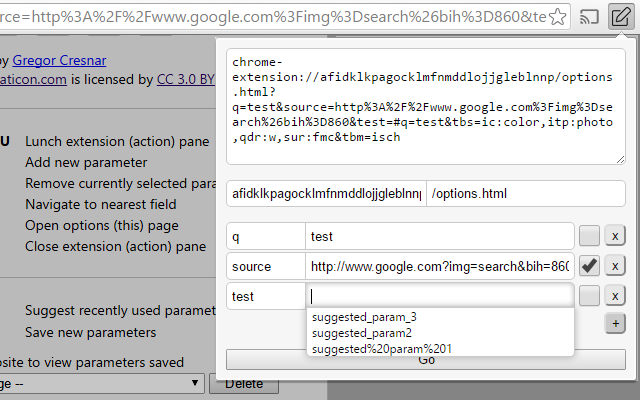 rce=http%3A%2F%2Fwww.google.com%3Fimg%3Dsearch%26bih%3D860&te
by Gregor Cresnar
aticon.com is licensed by CC 3.0 BY
U Lunch extension (action) pane
Add new parameter
Remove currently selected para
Navigate to nearest field
Open options (this) page
Close extension (action) pane
Suggest recently used paramet
Save new parameters
osite to view parameters saved
ge -- Delete
chrome-
extension://afidklkpagocklmfnmddlojjgleblnnp/options
.html?
q=test&source=http%3A%2F%2Fwww.google.com%3Fimg%3Dse
arch%26bih%3D860&test=#q=test&tbs=ic:color,itp:photo
,qdr:w,sur:fmc&tbm=isch
afidklkpagocklmfnmddlojjgleblnnp /options.html
q test x
source http://www.google.com?img=search&bih=860 x
test x
suggested_param_3
suggested_param2
suggested%20param%201
+
Go